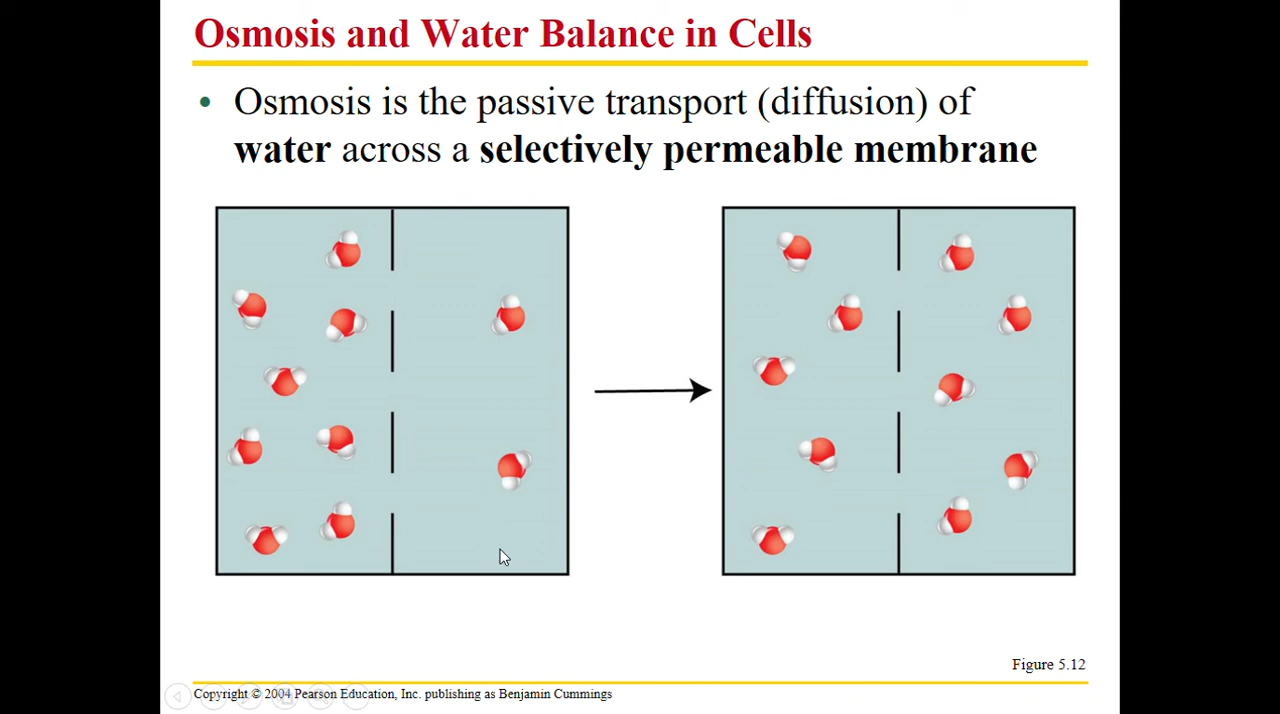 Osmosis and Water Balance in Cells
• Osmosis is the passive transport (diffusion) of
water across a selectively permeable membrane
Figure 5.12
Copyright © 2004 Pearson Education, Inc. publishing as Benjamin Cummings